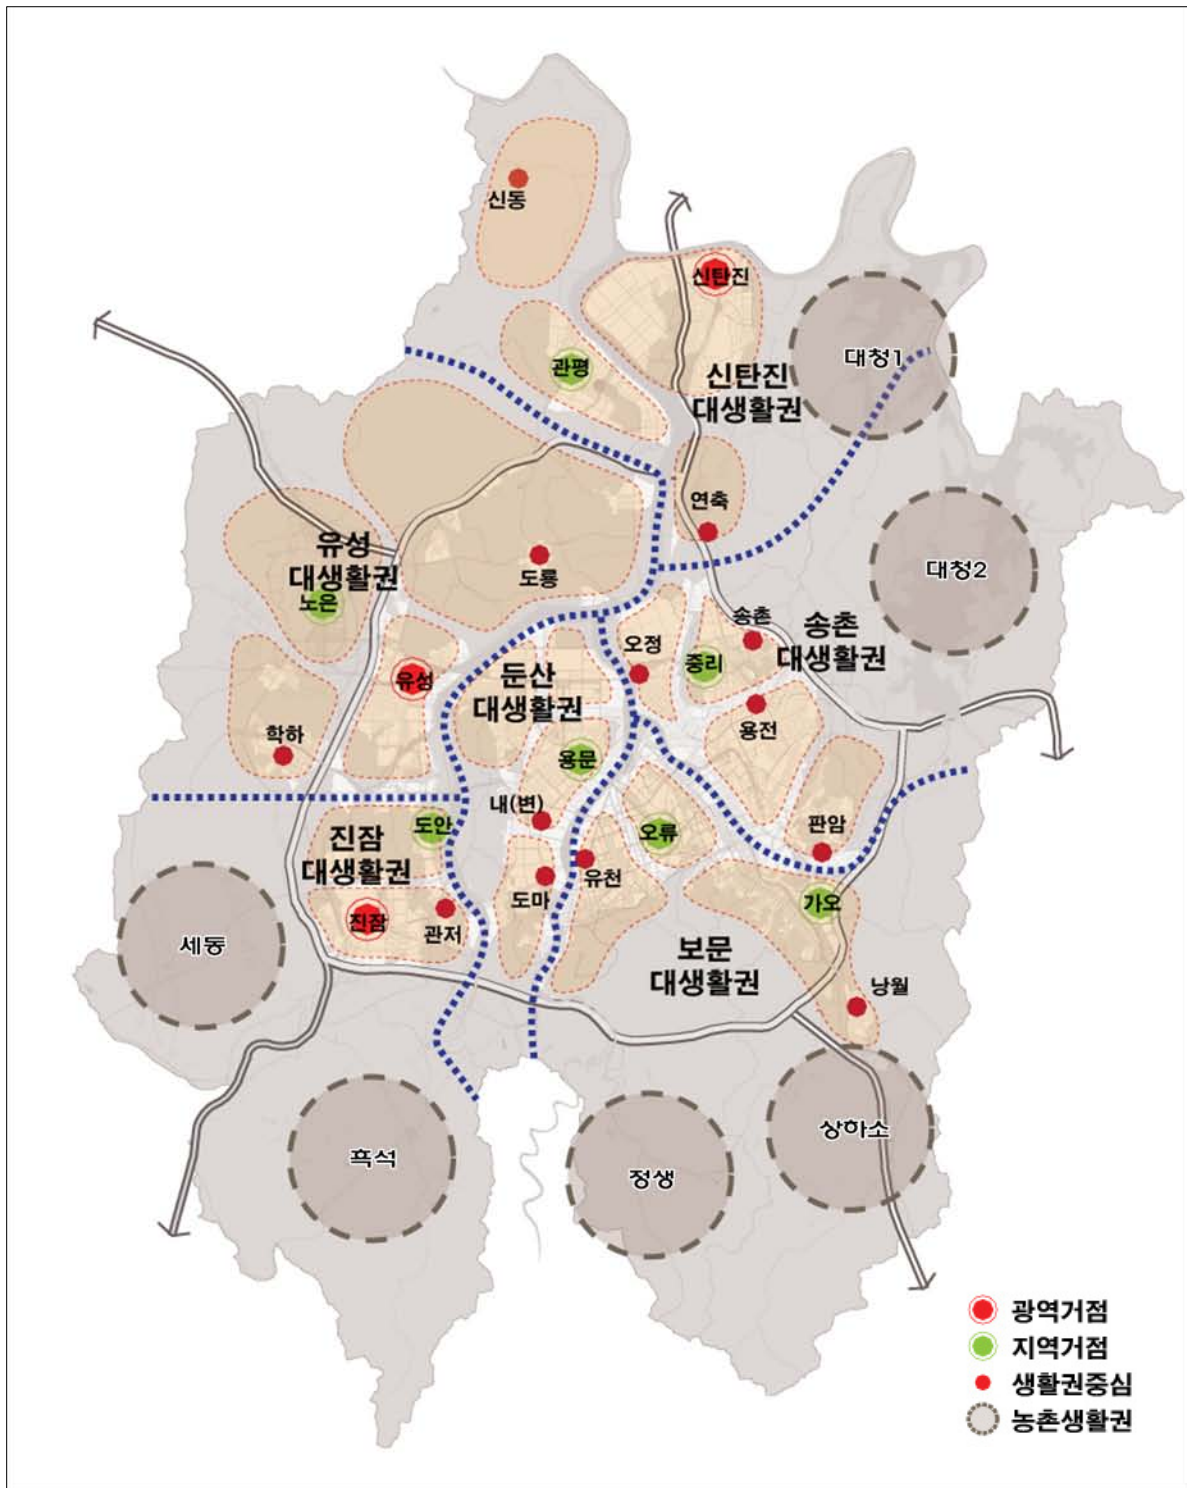 신동
신탄진
대청1
관평
신탄진
대생활권
연축
대청2
유성
대생활권
노은
도룡
송촌
송촌
대생활권
오정
중리
유성
둔산
대생활권
용전
학하
용문
내(변)
도안
오류
판암
진잠
대생활권
유천
도마
가오
진잠
관저
세동
보문
대생활권
낭월
상하소
흑석
정생
광역거점
지역거점
생활권중심
농촌생활권